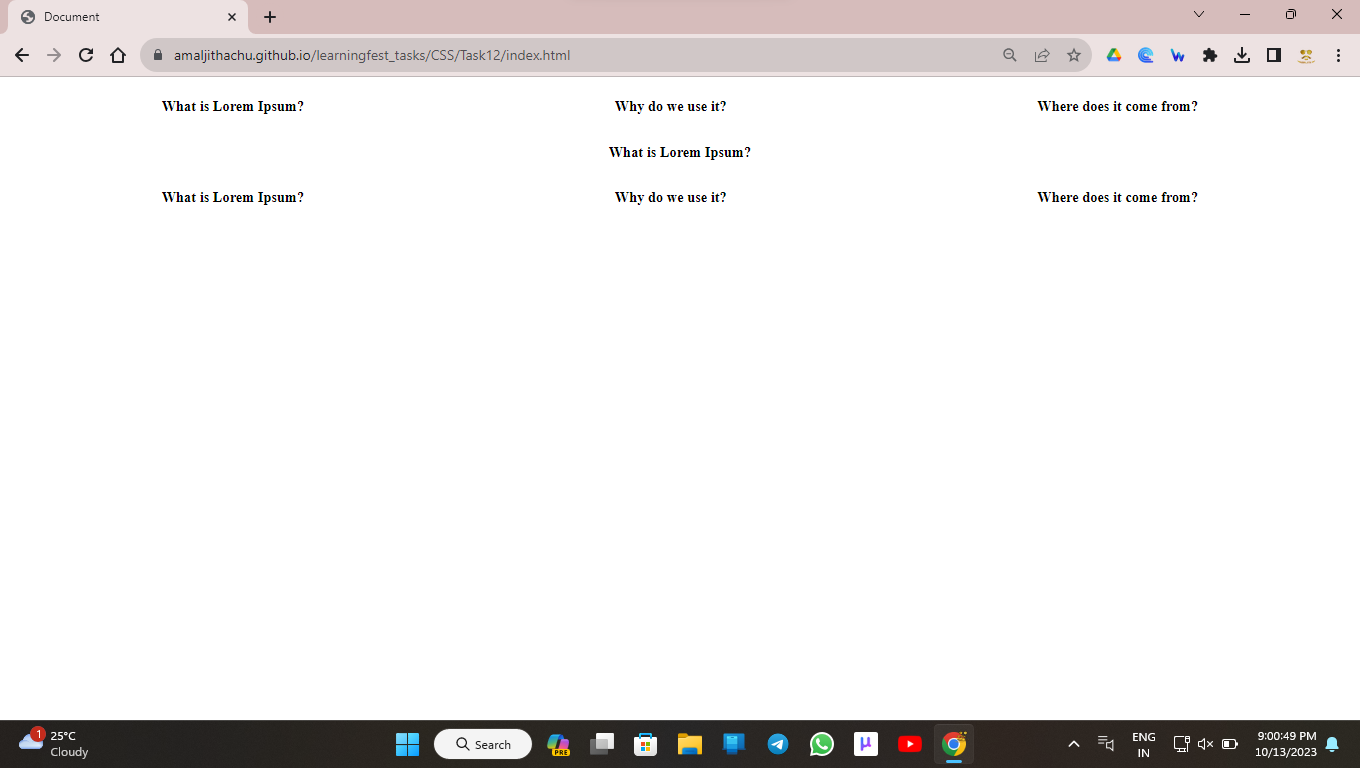 Document
amaljithachu.github.io/learningfest_tasks/CSS/Task12/index.html
What is Lorem Ipsum? Why do we use it? Where does it come from?
What is Lorem Ipsum?
What is Lorem Ipsum? Why do we use it? Where does it come from?
1
25°C
Cloudy
Search
PRE
ENG
IN
9:00:49 PM
10/13/2023